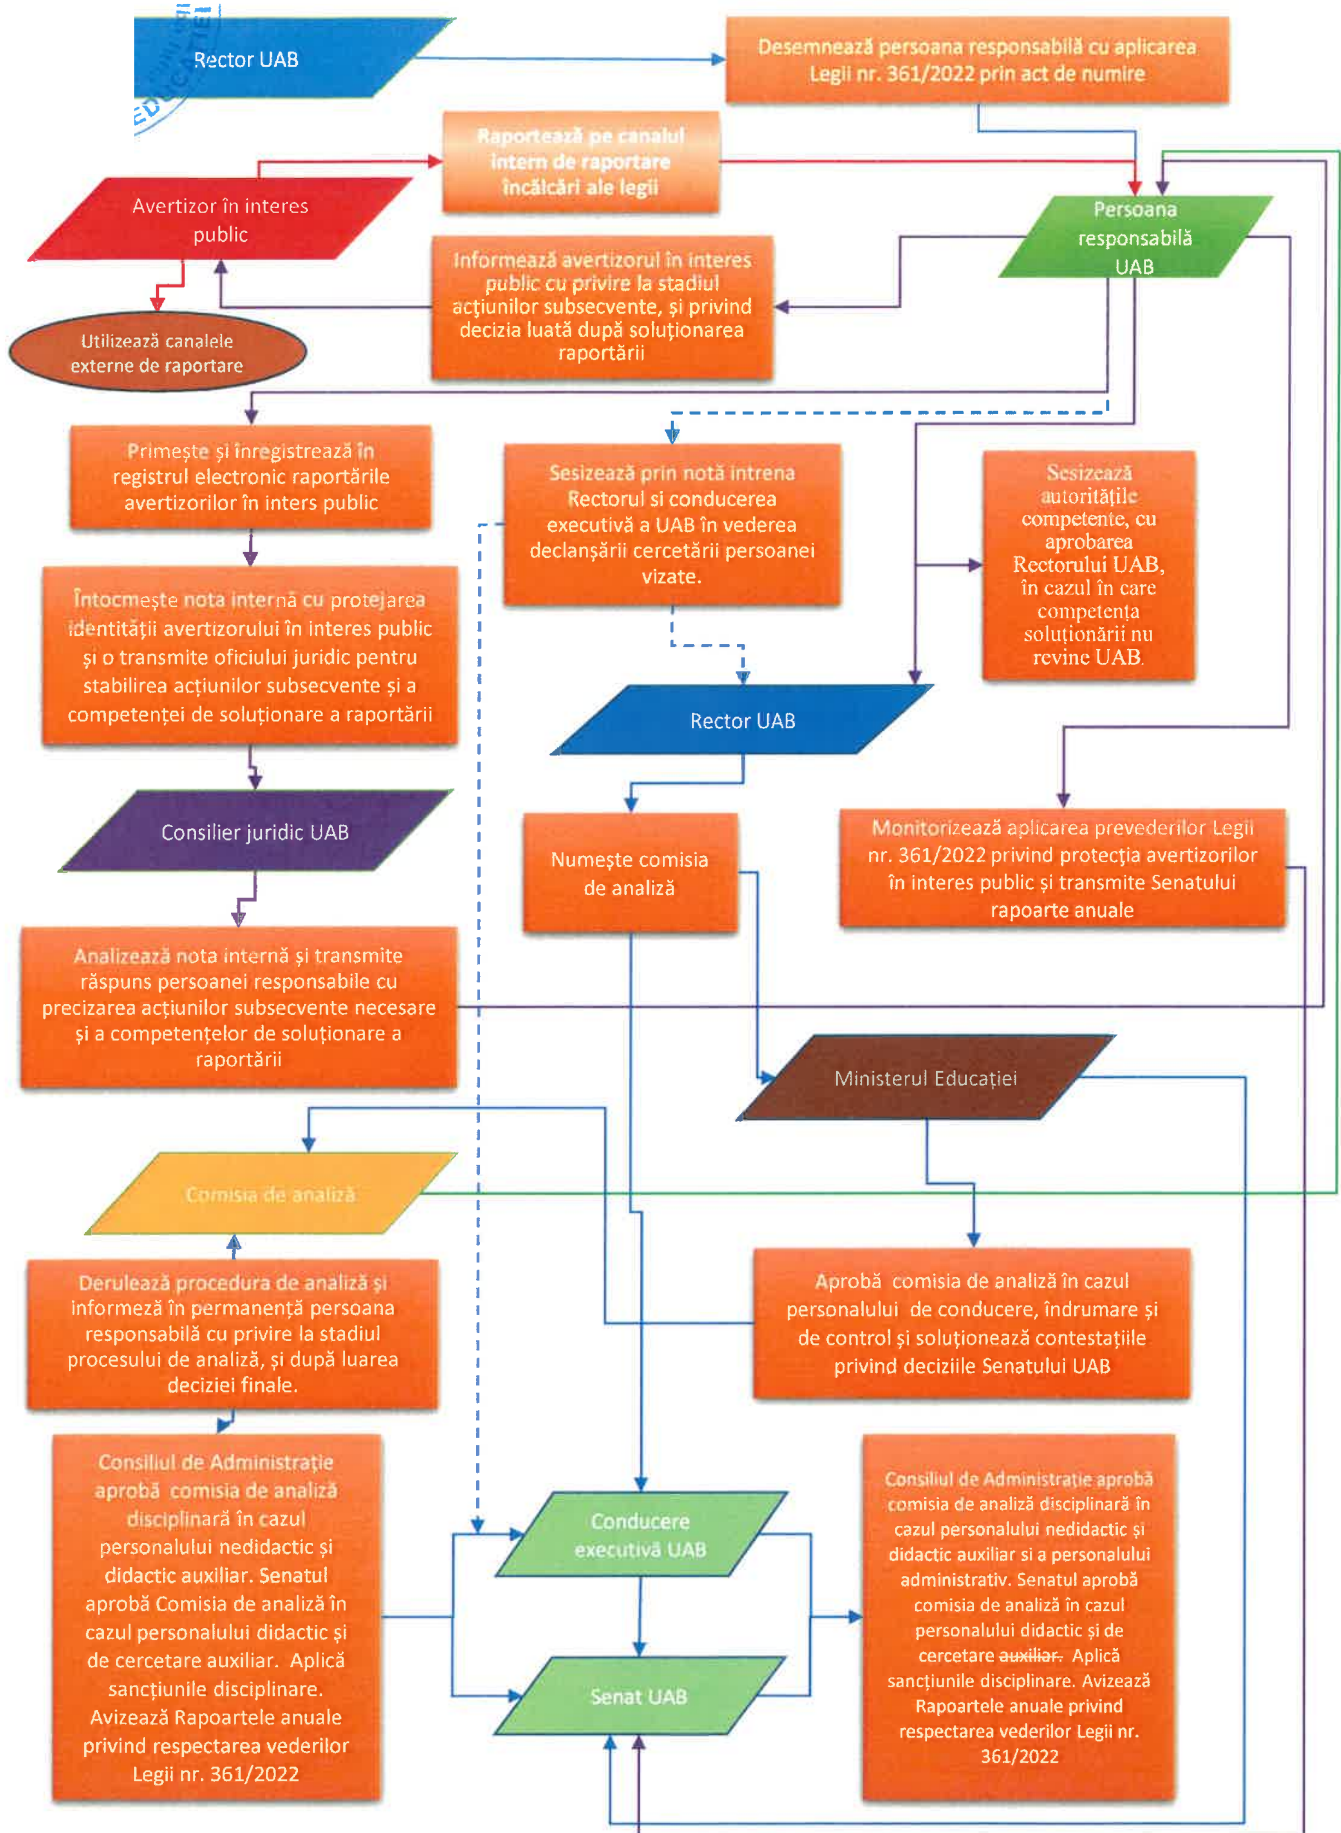 EDUCAȚIEI
Rector UAB
Desemnează persoana responsabilă cu aplicarea
Legii nr. 361/2022 prin act de numire
Raportează pe canalul
intern de raportare
încălcări ale legii
Avertizor în interes
public
Persoana
responsabilă
UAB
Informează avertizorul în interes
public cu privire la stadiul
acțiunilor subsecvente, și privind
decizia luată după soluționarea
raportării
Utilizează canalele
externe de raportare
Primește și înregistrează în
registrul electronic raportările
avertizorilor în inters public
Sesizează prin notă intrena
Rectorul si conducerea
executivă a UAB în vederea
declanșării cercetării persoanei
vizate.
Sesizează
autoritățile
competente, cu
aprobarea
Rectorului UAB,
în cazul în care
competența
soluționării nu
revine UAB.
Întocmește nota internă cu protejarea
identității avertizorului în interes public
și o transmite oficiului juridic pentru
stabilirea acțiunilor subsecvente și a
competenței de soluționare a raportării
Rector UAB
Consilier juridic UAB
Numește comisia
de analiză
Monitorizează aplicarea prevederilor Legii
nr. 361/2022 privind protecția avertizorilor
în interes public și transmite Senatului
rapoarte anuale
Analizează nota internă și transmite
răspuns persoanei responsabile cu
precizarea acțiunilor subsecvente necesare
și a competențelor de soluționare a
raportării
Ministerul Educației
Comisia de analiză
Derulează procedura de analiză și
informeză în permanență persoana
responsabilă cu privire la stadiul
procesului de analiză, și după luarea
deciziei finale.
Aprobă comisia de analiză în cazul
personalului de conducere, îndrumare și
de control și soluționează contestațiile
privind deciziile Senatului UAB
Consiliul de Administrație
aprobă comisia de analiză
disciplinară în cazul
personalului nedidactic și
didactic auxiliar. Senatul
aprobă Comisia de analiză în
cazul personalului didactic și
de cercetare auxiliar. Aplică
sancțiunile disciplinare.
Avizează Rapoartele anuale
privind respectarea vederilor
Legii nr. 361/2022
Conducere
executivă UAB
Senat UAB
Consiliul de Administrație aprobă
comisia de analiză disciplinară în
cazul personalului nedidactic și
didactic auxiliar si a personalului
administrativ. Senatul aprobă
comisia de analiză în cazul
personalului didactic și de
cercetare auxiliar. Aplică
sancțiunile disciplinare. Avizează
Rapoartele anuale privind
respectarea vederilor Legii nr.
361/2022